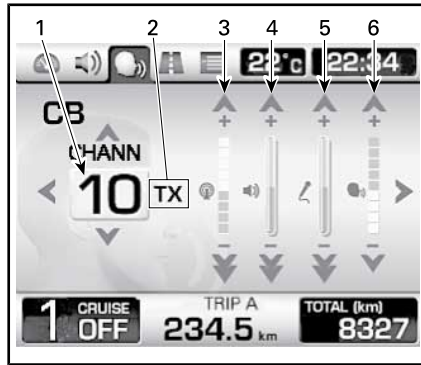 1 2 3 4 5 6
22°c 22:34
CB
CHANN
10 TX
+ + + +
- - - -
1 CRUISE OFF
TRIP A
234.5 km
TOTAL (km)
8327